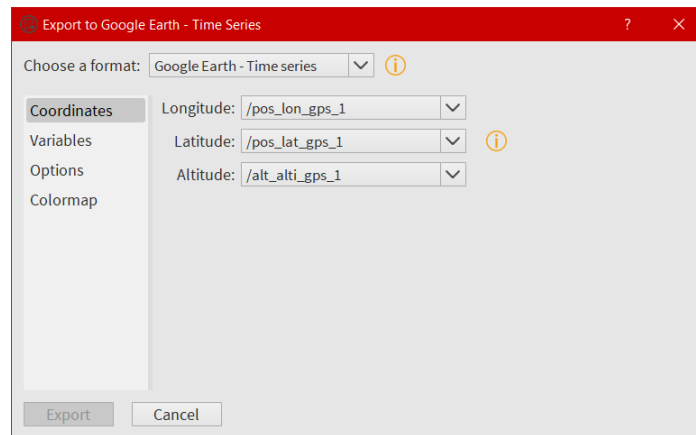 Export to Google Earth - Time Series ?
Choose a format: Google Earth - Time series
Coordinates
Variables
Options
Colormap
Longitude: /pos_lon_gps_1
Latitude: /pos_lat_gps_1
Altitude: /alt_alti_gps_1
Export Cancel